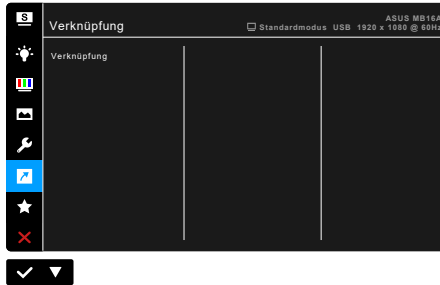 S
Verknüpfung
ASUS MB16A
Standardmodus USB 1920 x 1080 @ 60Hz
Verknüpfung